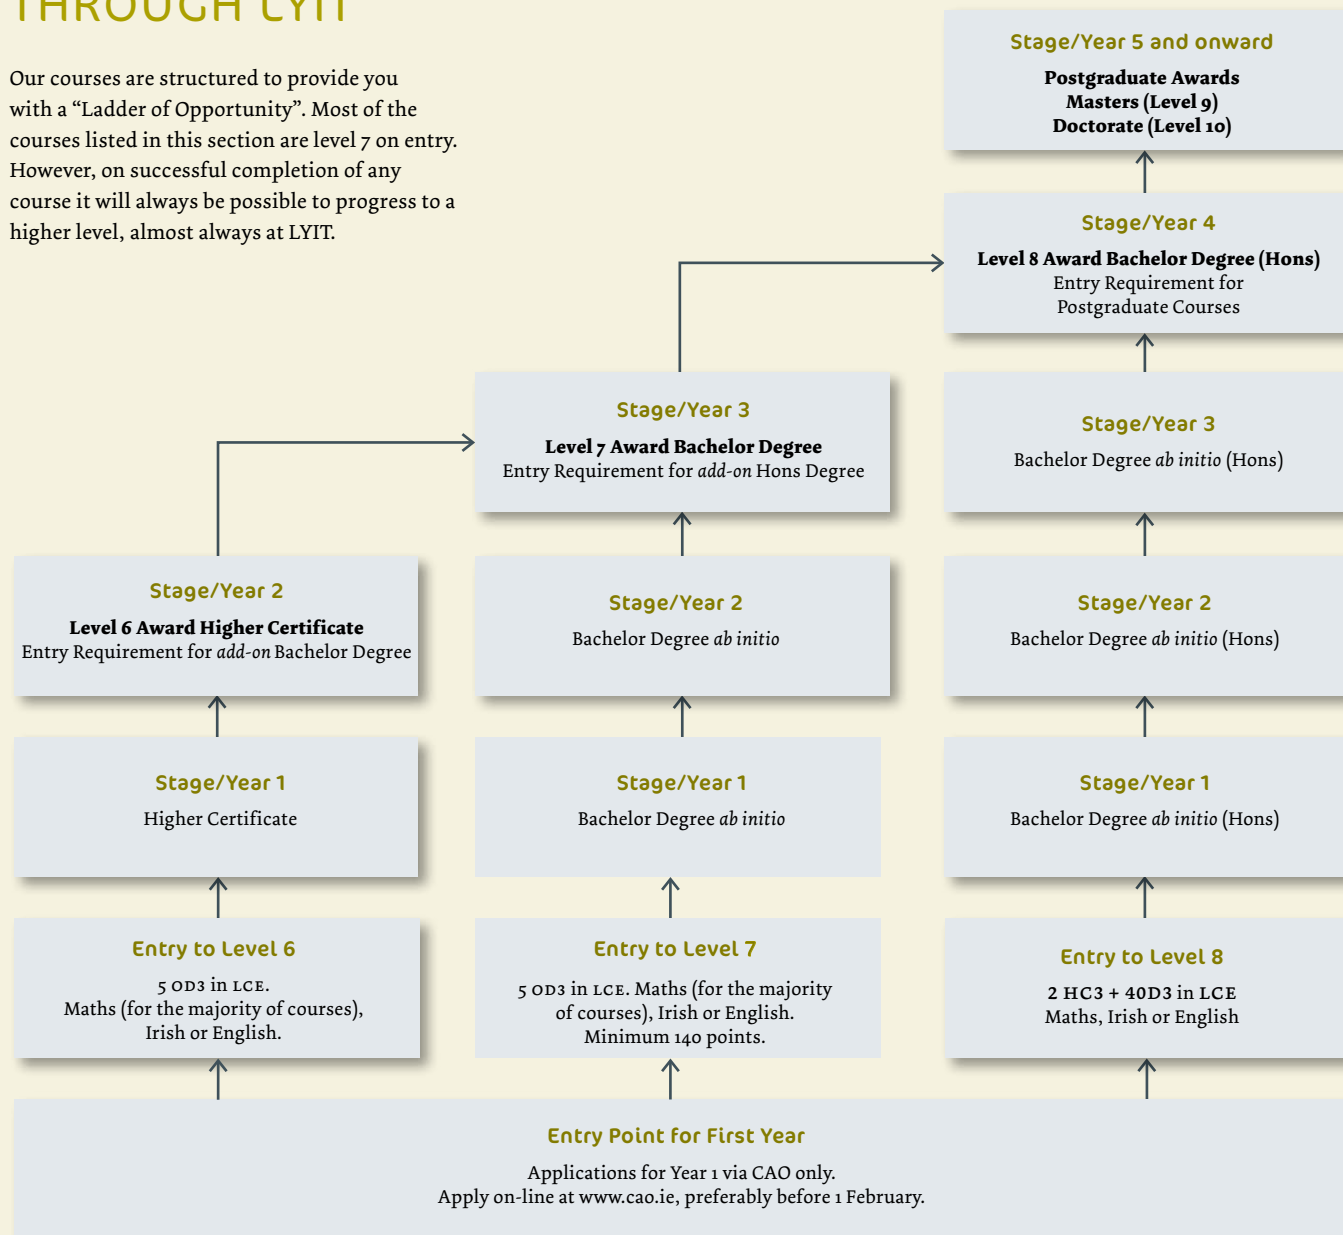 THROUGH LYIT
Our courses are structured to provide you
with a “Ladder of Opportunity”. Most of the
courses listed in this section are level 7 on entry.
However, on successful completion of any
course it will always be possible to progress to a
higher level, almost always at LYIT.
Stage/Year 5 and onward
Postgraduate Awards
Masters (Level 9)
Doctorate (Level 10)
Stage/Year 4
Level 8 Award Bachelor Degree (Hons)
Entry Requirement for
Postgraduate Courses
Stage/Year 3
Level 7 Award Bachelor Degree
Entry Requirement for add-on Hons Degree
Stage/Year 3
Bachelor Degree ab initio (Hons)
Stage/Year 2
Level 6 Award Higher Certificate
Entry Requirement for add-on Bachelor Degree
Stage/Year 2
Bachelor Degree ab initio
Stage/Year 2
Bachelor Degree ab initio (Hons)
Stage/Year 1
Higher Certificate
Stage/Year 1
Bachelor Degree ab initio
Stage/Year 1
Bachelor Degree ab initio (Hons)
Entry to Level 6
5 OD3 in LCE.
Maths (for the majority of courses),
Irish or English.
Entry to Level 7
5 OD3 in LCE. Maths (for the majority
of courses), Irish or English.
Minimum 140 points.
Entry to Level 8
2 HC3 + 40D3 in LCE
Maths, Irish or English
Entry Point for First Year
Applications for Year 1 via CAO only.
Apply on-line at www.cao.ie, preferably before 1 February.